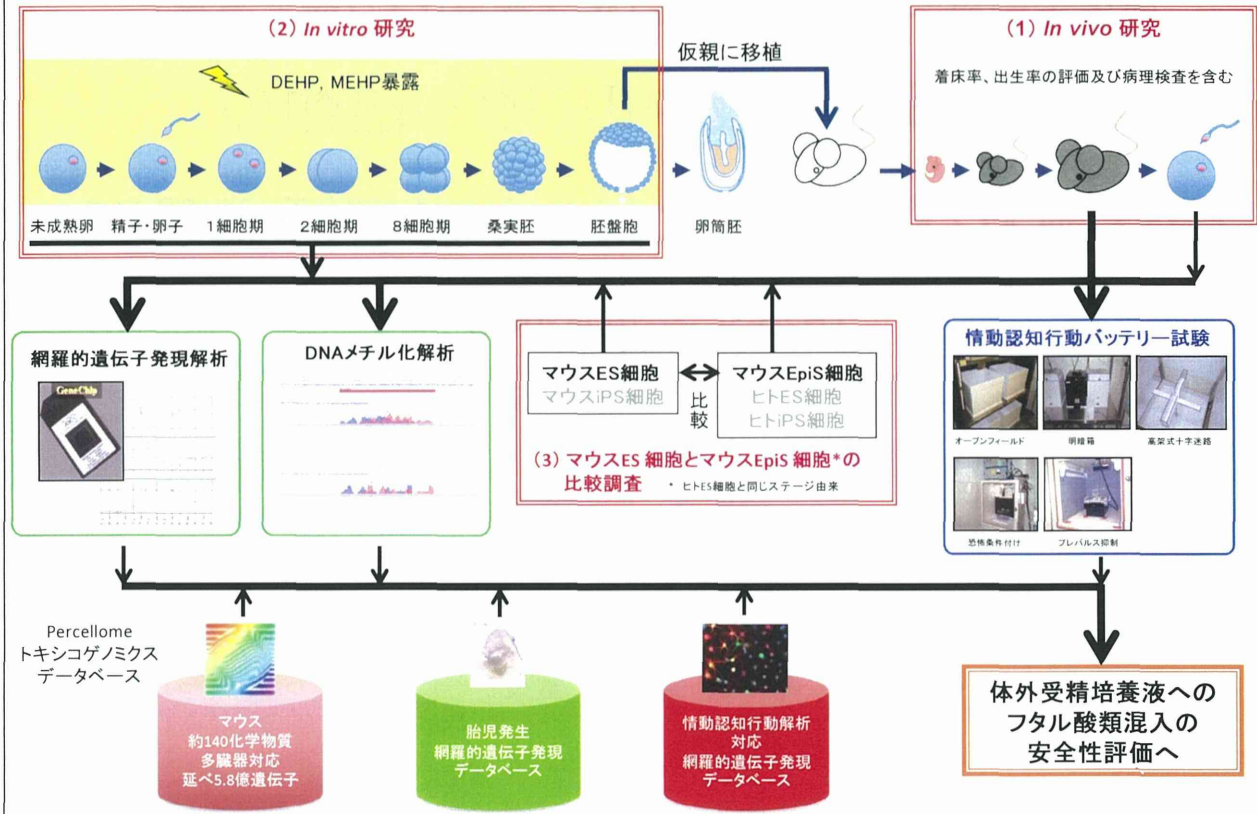 (2) In vitro 研究
DEHP, MEHP暴露
未成熟卵
精子・卵子
1細胞期
2細胞期
8細胞期
桑実胚
胚盤胞
仮親に移植
卵筒胚
(1) In vivo 研究
着床率、出生率の評価及び病理検査を含む
網羅的遺伝子発現解析
GeneChip
DNAメチル化解析
マウスES細胞
マウスiPS細胞
比較
マウスEpiS細胞
ヒトES細胞
ヒトiPS細胞
(3) マウスES 細胞とマウスEpiS 細胞*の
比較調査
* ヒトES細胞と同じステージ由来
情動認知行動バッテリー試験
オープンフィールド
明暗箱
高架式十字迷路
恐怖条件付け
プレパルス抑制
Percellome
トキシコゲノミクス
データベース
マウス
約140化学物質
多臓器対応
延べ5.8億遺伝子
胎児発生
網羅的遺伝子発現
データベース
情動認知行動解析
対応
網羅的遺伝子発現
データベース
体外受精培養液への
フタル酸類混入の
安全性評価へ